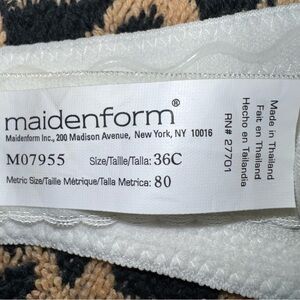 maidenform®
Maidenform Inc., 200 Madison Avenue, New York, NY 10016
M07955 Size/Taille/Talla: 36C
Metric Size/Taille Métrique/Talla Metrica: 80
Made in Thailand
Fait en Thailand
Hecho en Tailandia
RN# 27701